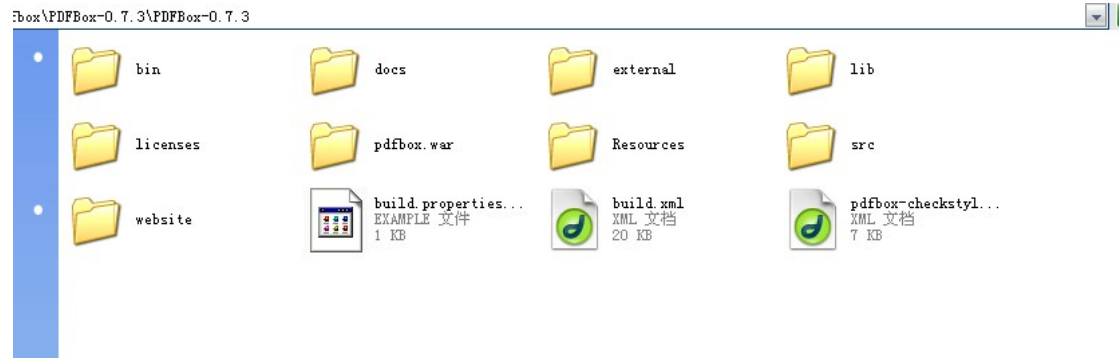 Fbox\PDFBox-0.7.3\PDFBox-0.7.3
bin
docs
external
lib
licenses
pdfbox.war
Resources
src
website
build.properties...
EXAMPLE 文件
1 KB
build.xml
XML 文档
20 KB
pdfbox-checkstyl...
XML 文档
7 KB